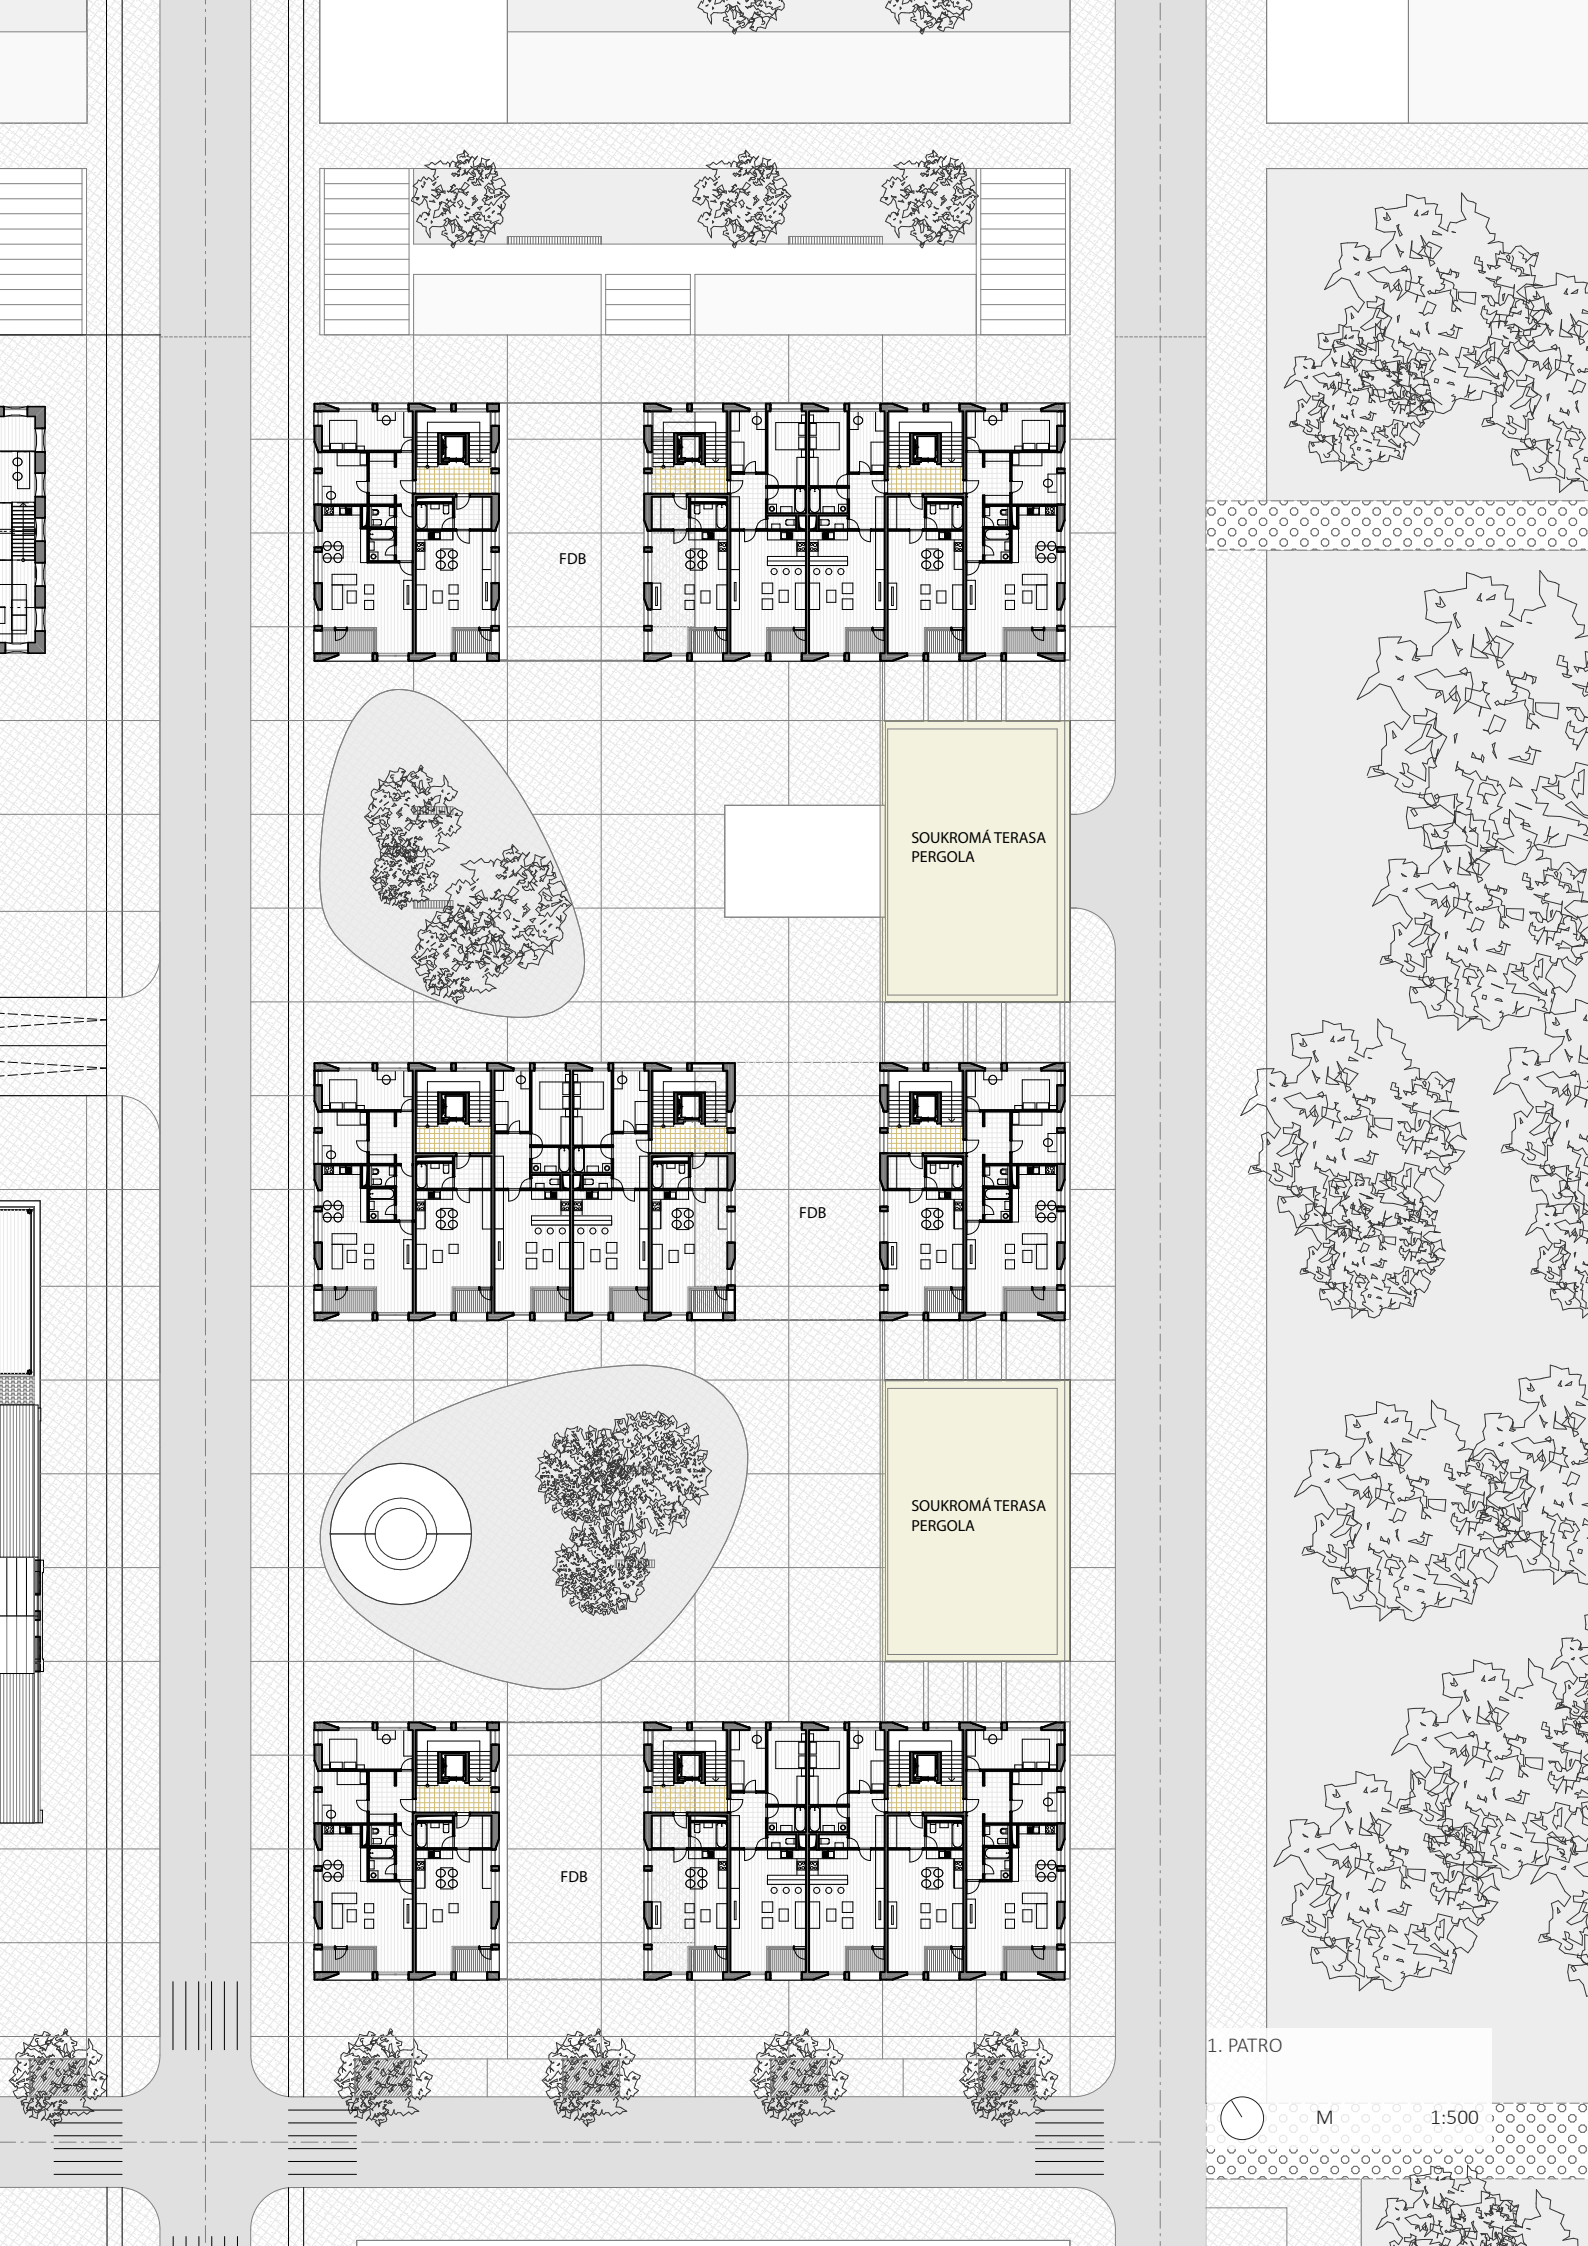 FDB
SOUKROMÁ TERASA
PERGOLA
FDB
SOUKROMÁ TERASA
PERGOLA
FDB
1. PATRO
M 1:500